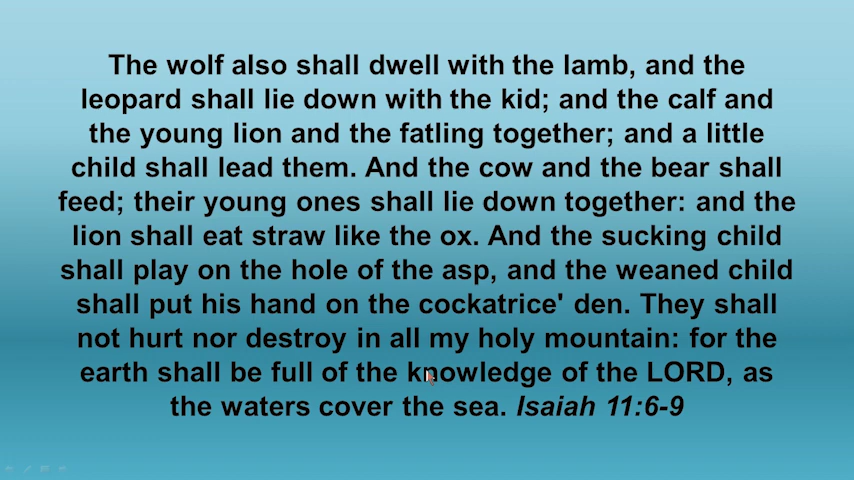 The wolf also shall dwell with the lamb, and the
leopard shall lie down with the kid; and the calf and
the young lion and the fatling together; and a little
child shall lead them. And the cow and the bear shall
feed; their young ones shall lie down together: and the
lion shall eat straw like the ox. And the sucking child
shall play on the hole of the asp, and the weaned child
shall put his hand on the cockatrice' den. They shall
not hurt nor destroy in all my holy mountain: for the
earth shall be full of the knowledge of the LORD, as
the waters cover the sea. Isaiah 11:6-9